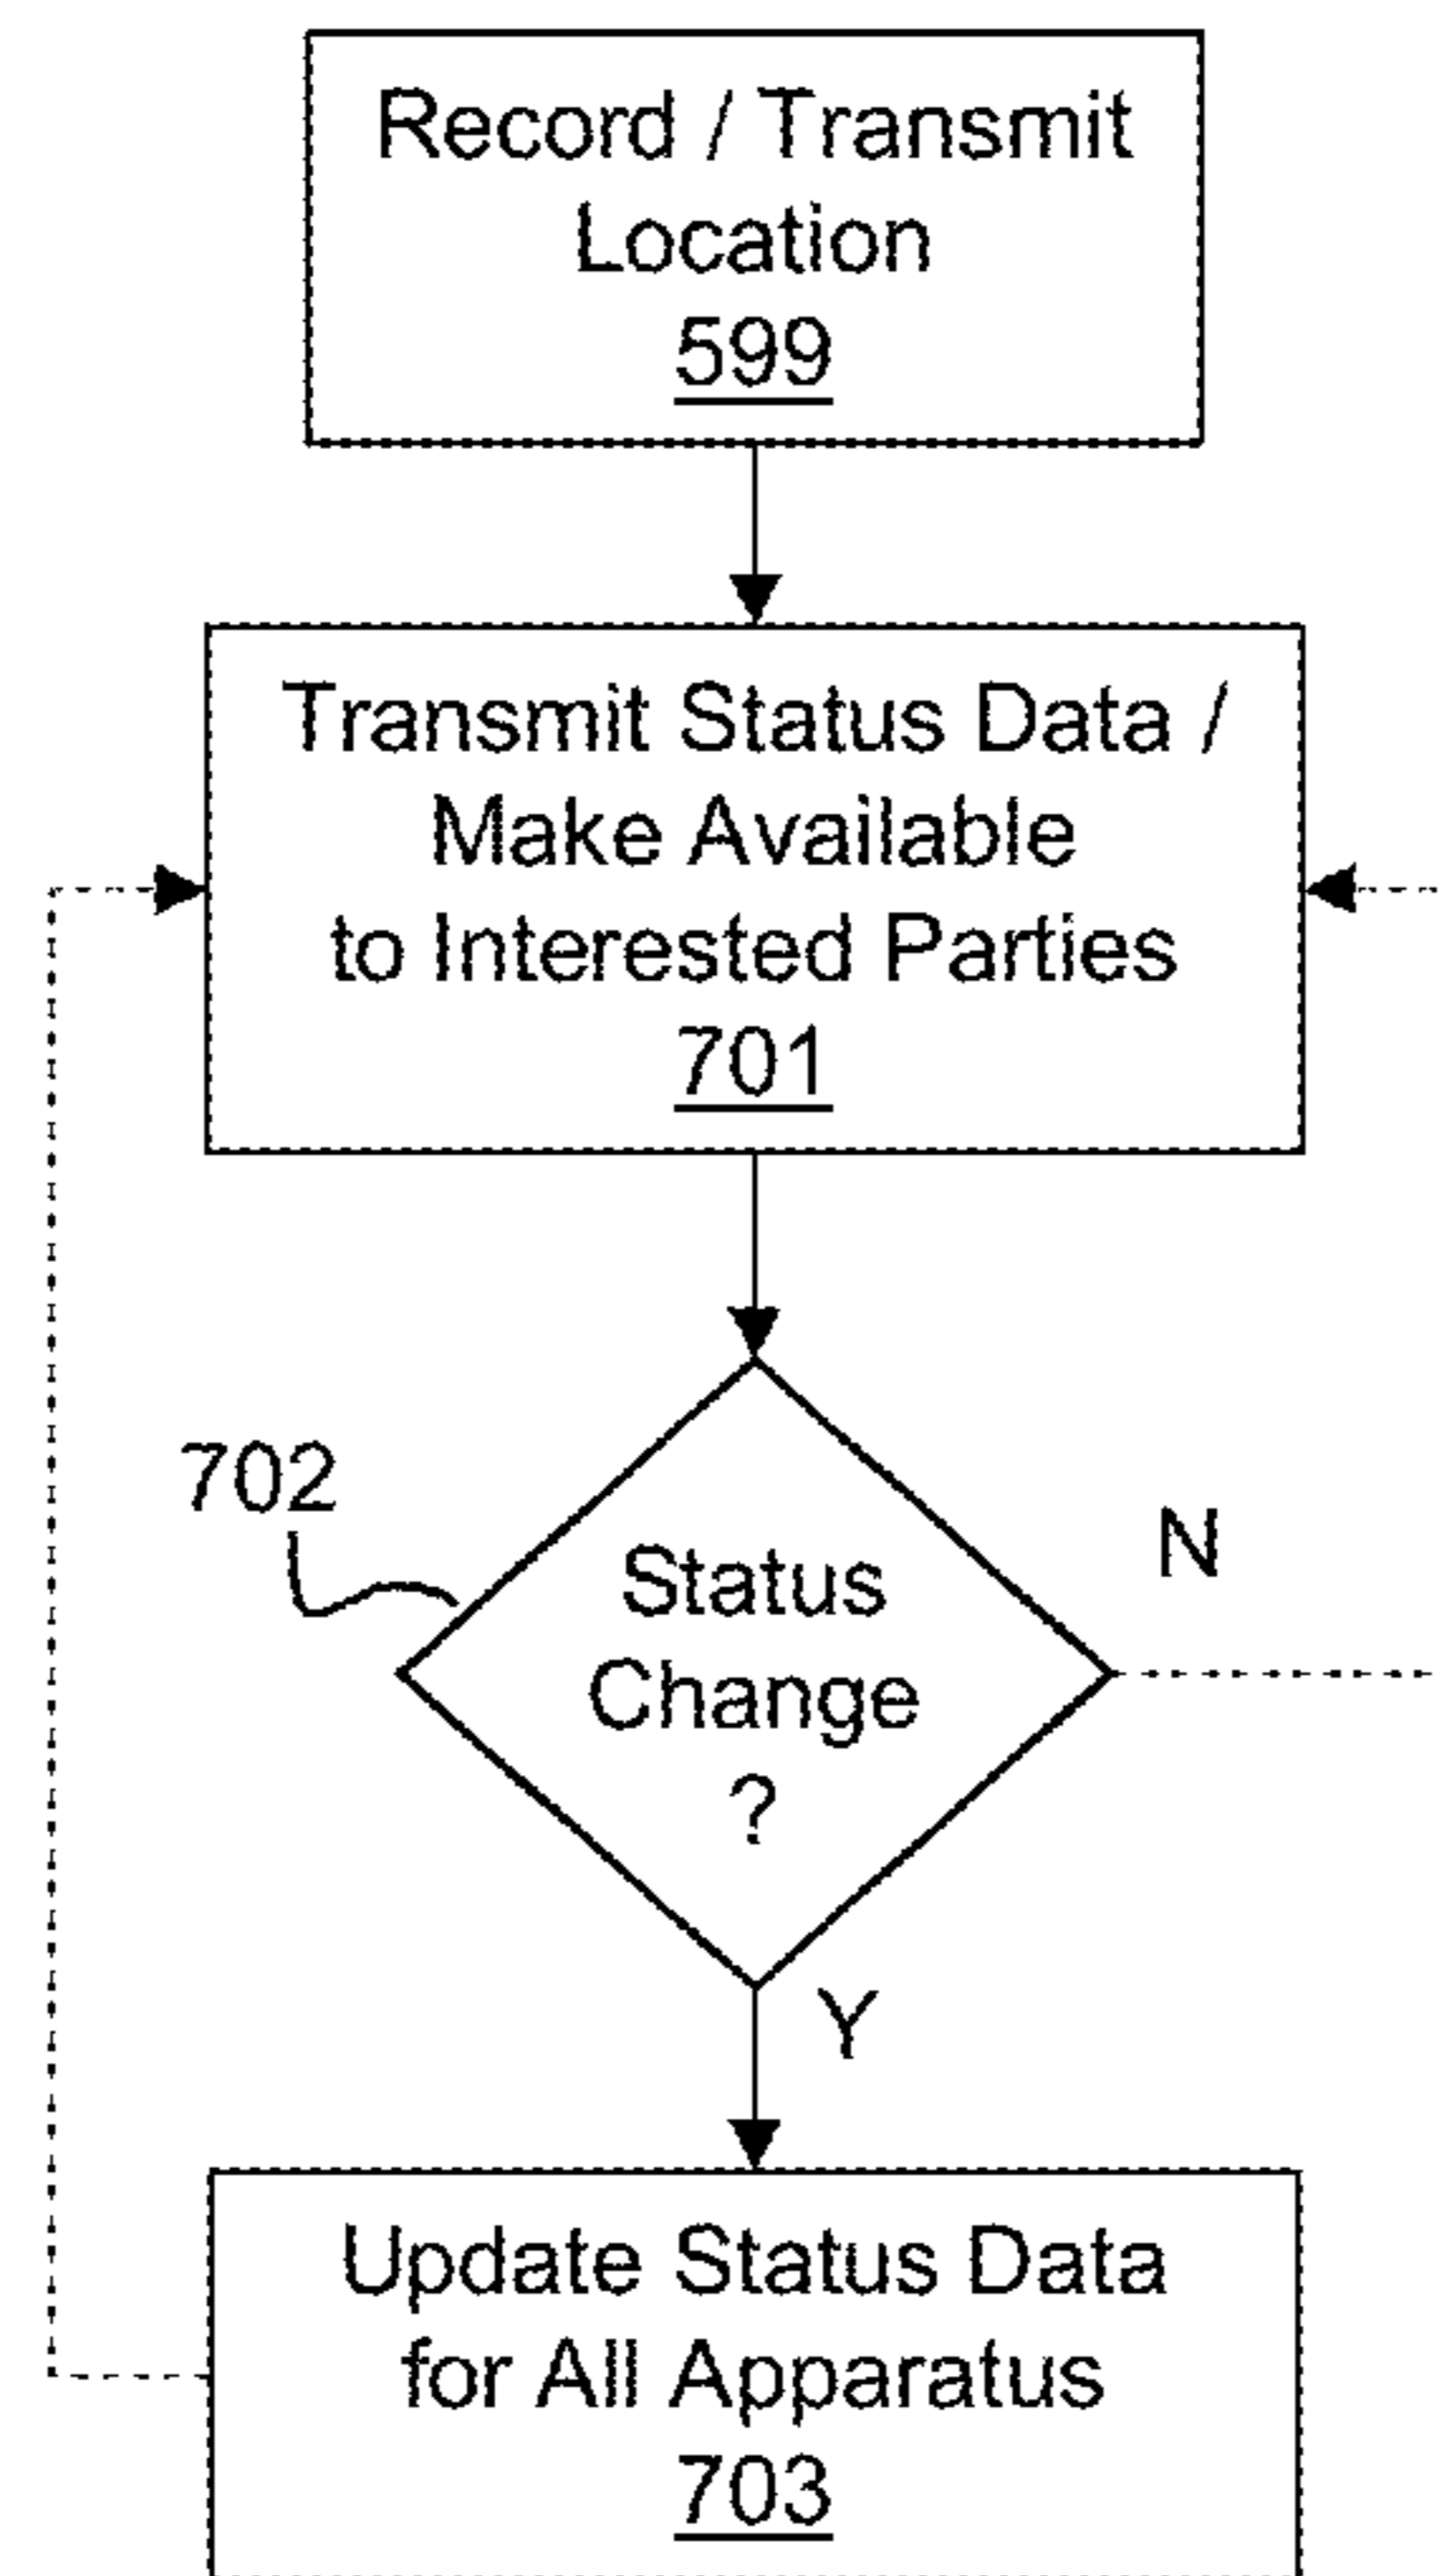 Record / Transmit
Location
599
Transmit Status Data /
Make Available
to Interested Parties
701
702
Status
Change
?
N
Y
Update Status Data
for All Apparatus
703